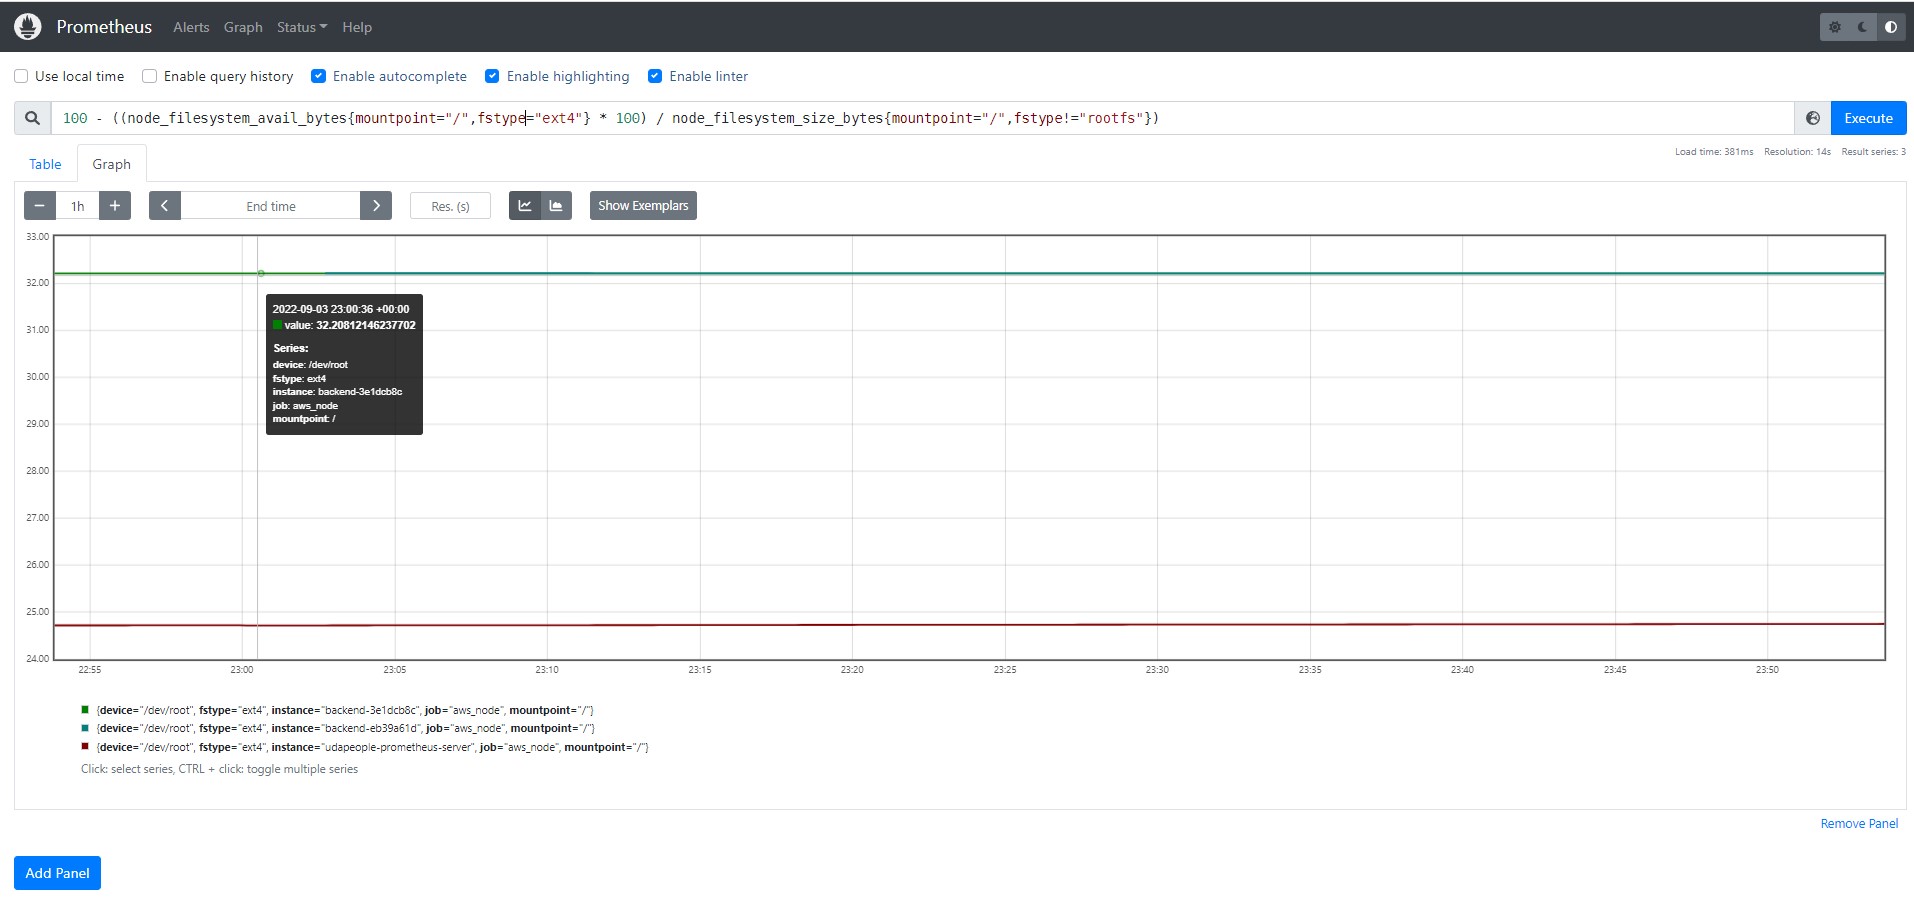 Prometheus Alerts Graph Status Help
Use local time Enable query history Enable autocomplete Enable highlighting Enable linter
100 - ((node_filesystem_avail_bytes{mountpoint="/",fstype="ext4"} * 100) / node_filesystem_size_bytes{mountpoint="/",fstype!="rootfs"}) Execute
Load time: 381ms Resolution: 14s Result series: 3
Table Graph
− 1h + End time Res. (s) Show Exemplars
33.00
32.00
31.00
30.00
29.00
28.00
27.00
26.00
25.00
24.00
2022-09-03 23:00:36 +00:00
value: 32.20812146237702
Series:
device: /dev/root
fstype: ext4
instance: backend-3e1dcb8c
job: aws_node
mountpoint: /
22:55 23:00 23:05 23:10 23:15 23:20 23:25 23:30 23:35 23:40 23:45 23:50
{device="/dev/root", fstype="ext4", instance="backend-3e1dcb8c", job="aws_node", mountpoint="/"}
{device="/dev/root", fstype="ext4", instance="backend-eb39a61d", job="aws_node", mountpoint="/"}
{device="/dev/root", fstype="ext4", instance="udapeople-prometheus-server", job="aws_node", mountpoint="/"}
Click: select series, CTRL + click: toggle multiple series
Remove Panel
Add Panel